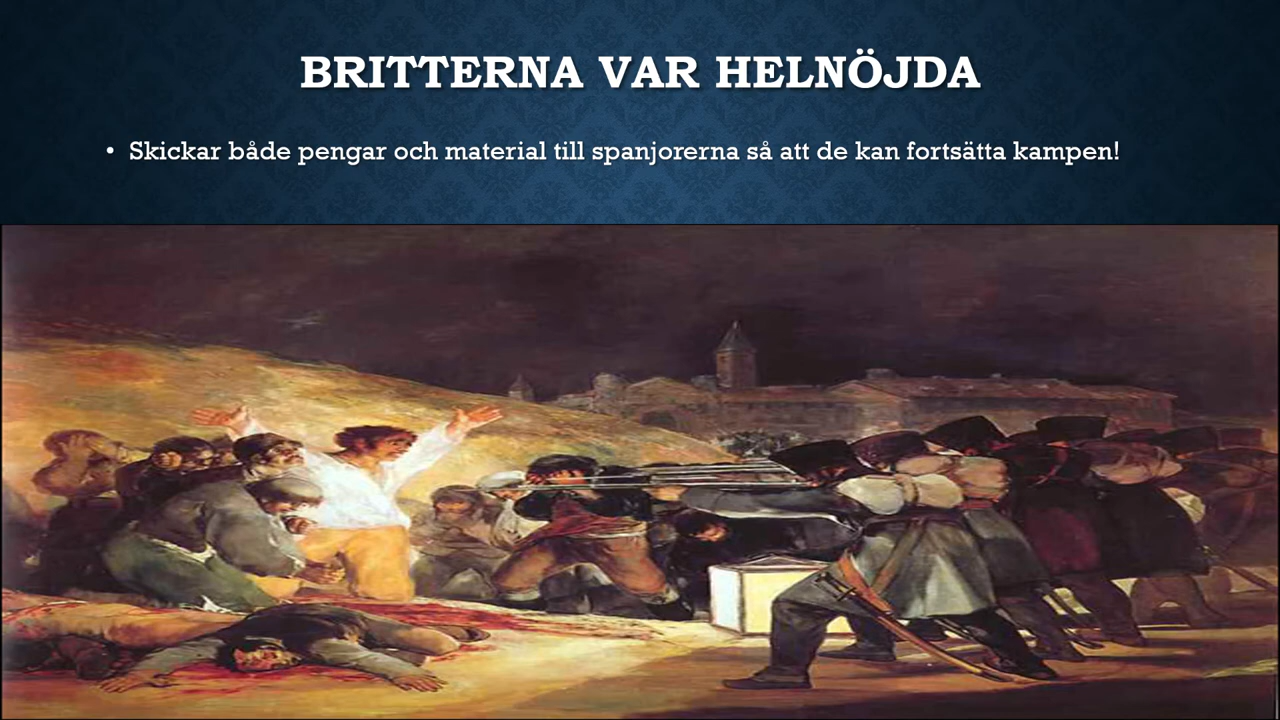 BRITTERNA VAR HELNÖJDA
• Skickar både pengar och material till spanjorerna så att de kan fortsätta kampen!